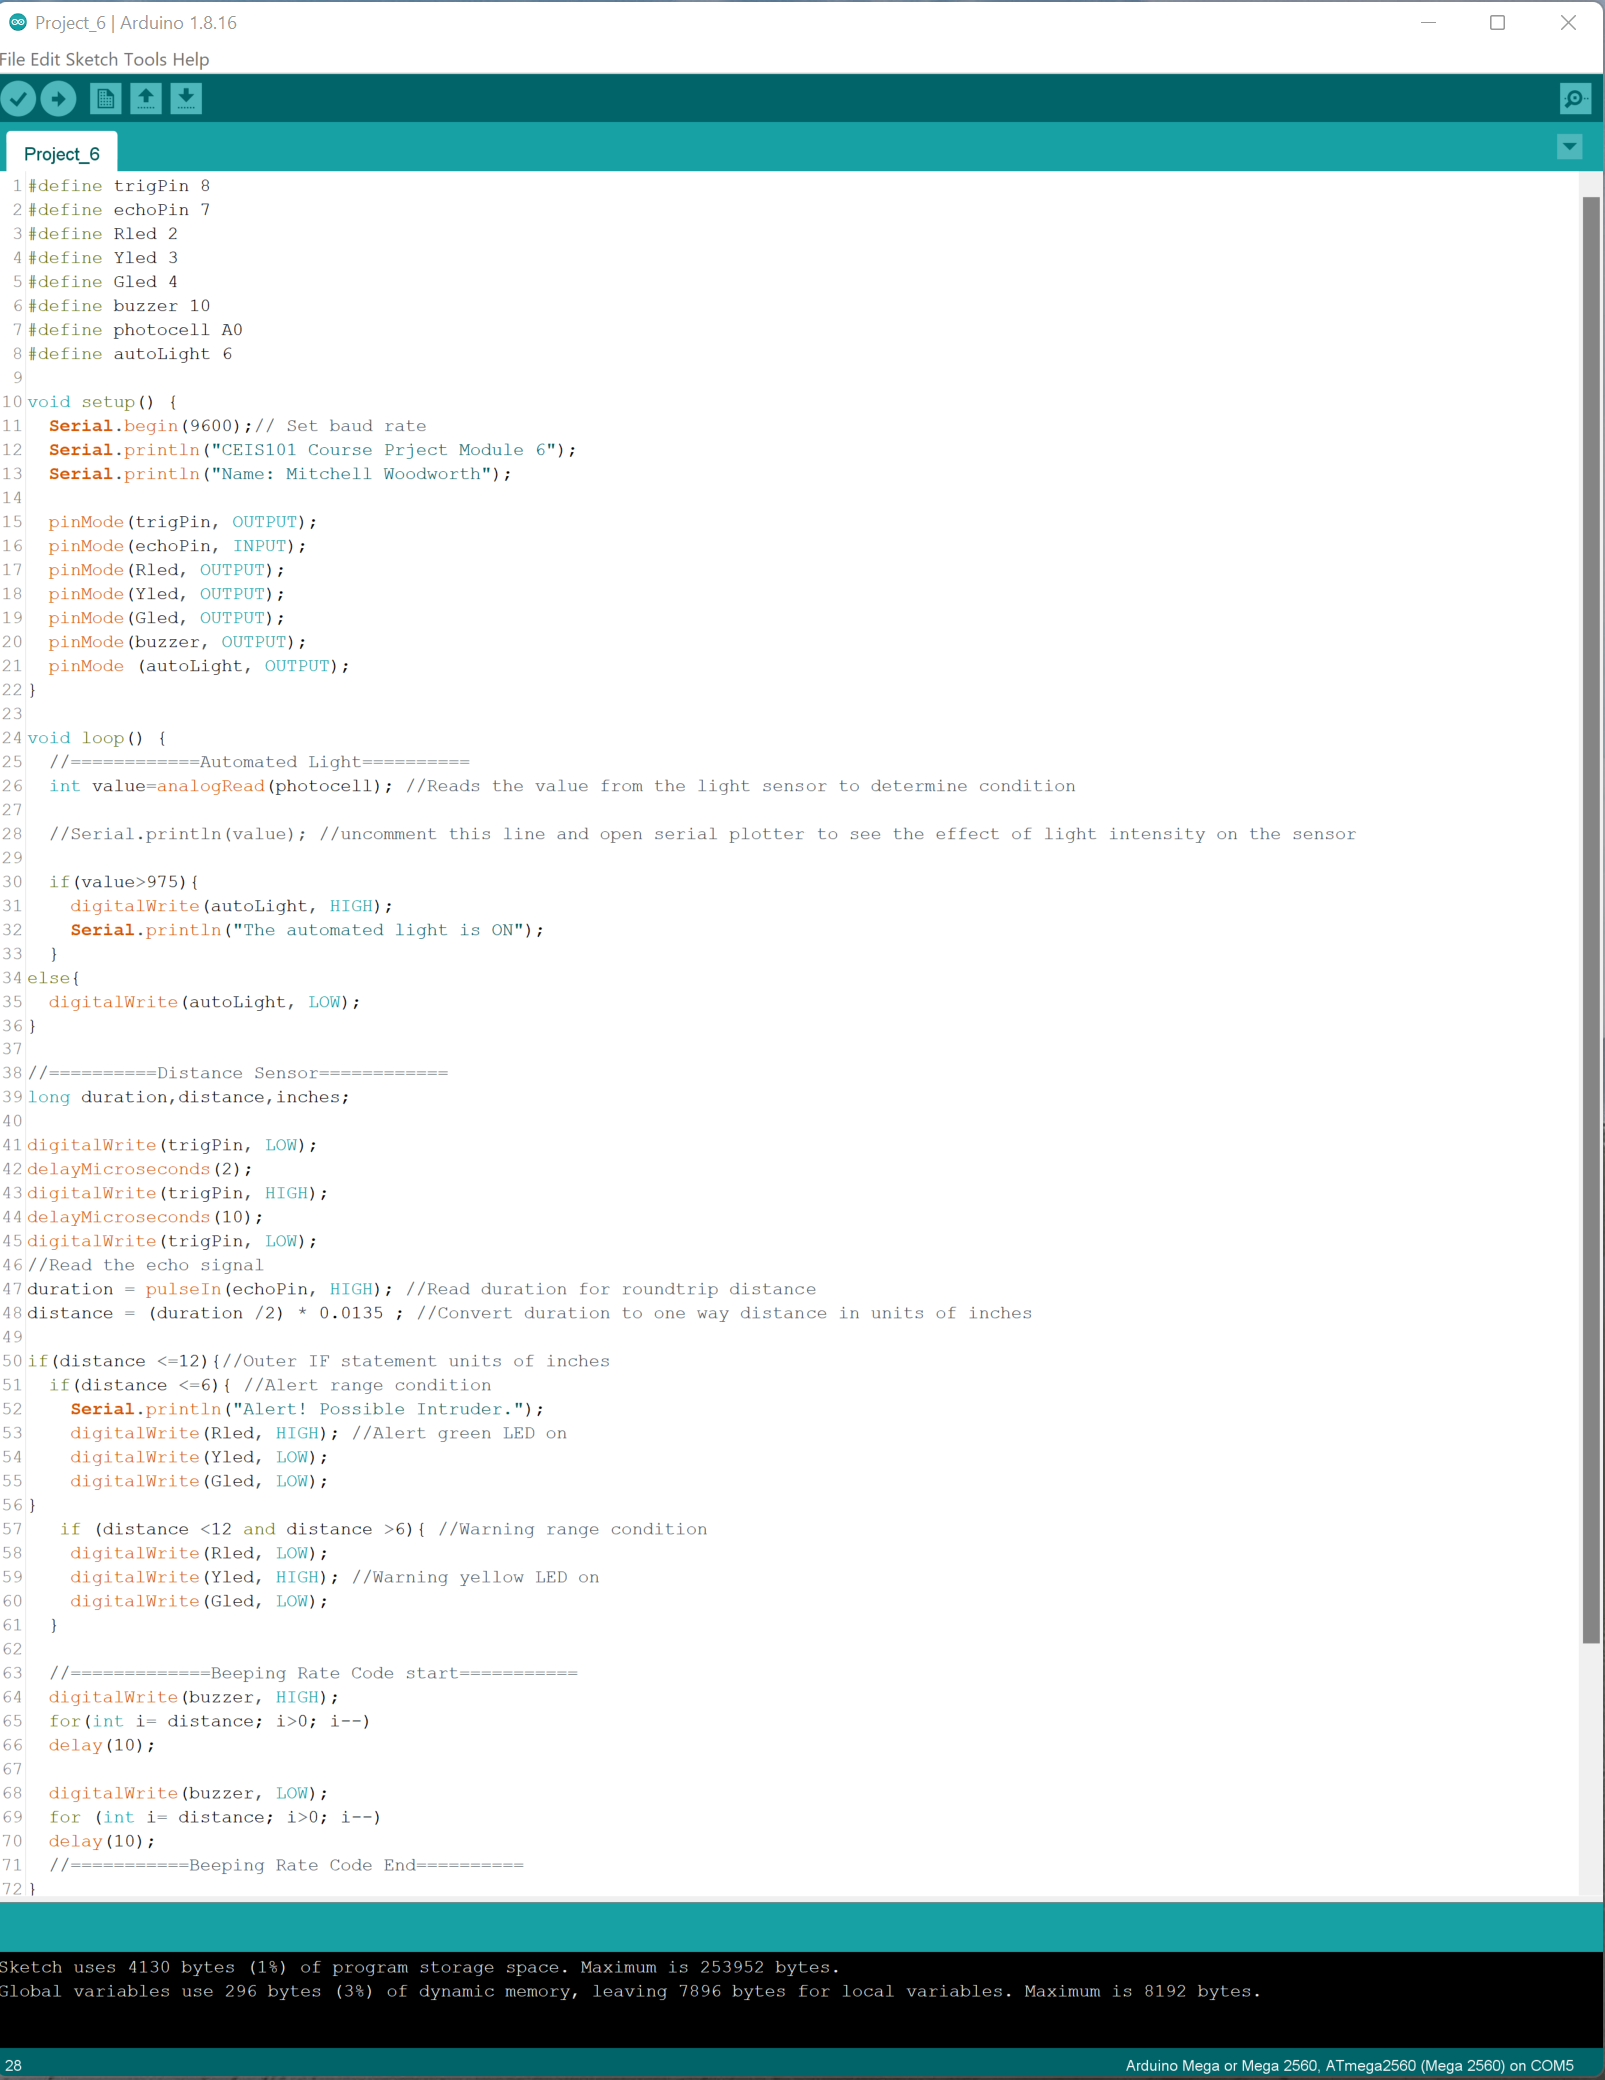 Project_6 | Arduino 1.8.16
File Edit Sketch Tools Help
Project_6
1 #define trigPin 8
2 #define echoPin 7
3 #define Rled 2
4 #define Yled 3
5 #define Gled 4
6 #define buzzer 10
7 #define photocell A0
8 #define autoLight 6
9
10 void setup() {
11   Serial.begin(9600);// Set baud rate
12   Serial.println("CEIS101 Course Prject Module 6");
13   Serial.println("Name: Mitchell Woodworth");
14
15   pinMode(trigPin, OUTPUT);
16   pinMode(echoPin, INPUT);
17   pinMode(Rled, OUTPUT);
18   pinMode(Yled, OUTPUT);
19   pinMode(Gled, OUTPUT);
20   pinMode(buzzer, OUTPUT);
21   pinMode (autoLight, OUTPUT);
22 }
23
24 void loop() {
25   //============Automated Light==========
26   int value=analogRead(photocell); //Reads the value from the light sensor to determine condition
27
28   //Serial.println(value); //uncomment this line and open serial plotter to see the effect of light intensity on the sensor
29
30   if(value>975){
31     digitalWrite(autoLight, HIGH);
32     Serial.println("The automated light is ON");
33   }
34 else{
35   digitalWrite(autoLight, LOW);
36 }
37
38 //==========Distance Sensor============
39 long duration,distance,inches;
40
41 digitalWrite(trigPin, LOW);
42 delayMicroseconds(2);
43 digitalWrite(trigPin, HIGH);
44 delayMicroseconds(10);
45 digitalWrite(trigPin, LOW);
46 //Read the echo signal
47 duration = pulseIn(echoPin, HIGH); //Read duration for roundtrip distance
48 distance = (duration /2) * 0.0135 ; //Convert duration to one way distance in units of inches
49
50 if(distance <=12){//Outer IF statement units of inches
51   if(distance <=6){ //Alert range condition
52     Serial.println("Alert! Possible Intruder.");
53     digitalWrite(Rled, HIGH); //Alert green LED on
54     digitalWrite(Yled, LOW);
55     digitalWrite(Gled, LOW);
56 }
57    if (distance <12 and distance >6){ //Warning range condition
58     digitalWrite(Rled, LOW);
59     digitalWrite(Yled, HIGH); //Warning yellow LED on
60     digitalWrite(Gled, LOW);
61   }
62
63   //=============Beeping Rate Code start===========
64   digitalWrite(buzzer, HIGH);
65   for(int i= distance; i>0; i--)
66   delay(10);
67
68   digitalWrite(buzzer, LOW);
69   for (int i= distance; i>0; i--)
70   delay(10);
71   //===========Beeping Rate Code End==========
72 }
Sketch uses 4130 bytes (1%) of program storage space. Maximum is 253952 bytes.
Global variables use 296 bytes (3%) of dynamic memory, leaving 7896 bytes for local variables. Maximum is 8192 bytes.
28 Arduino Mega or Mega 2560, ATmega2560 (Mega 2560) on COM5